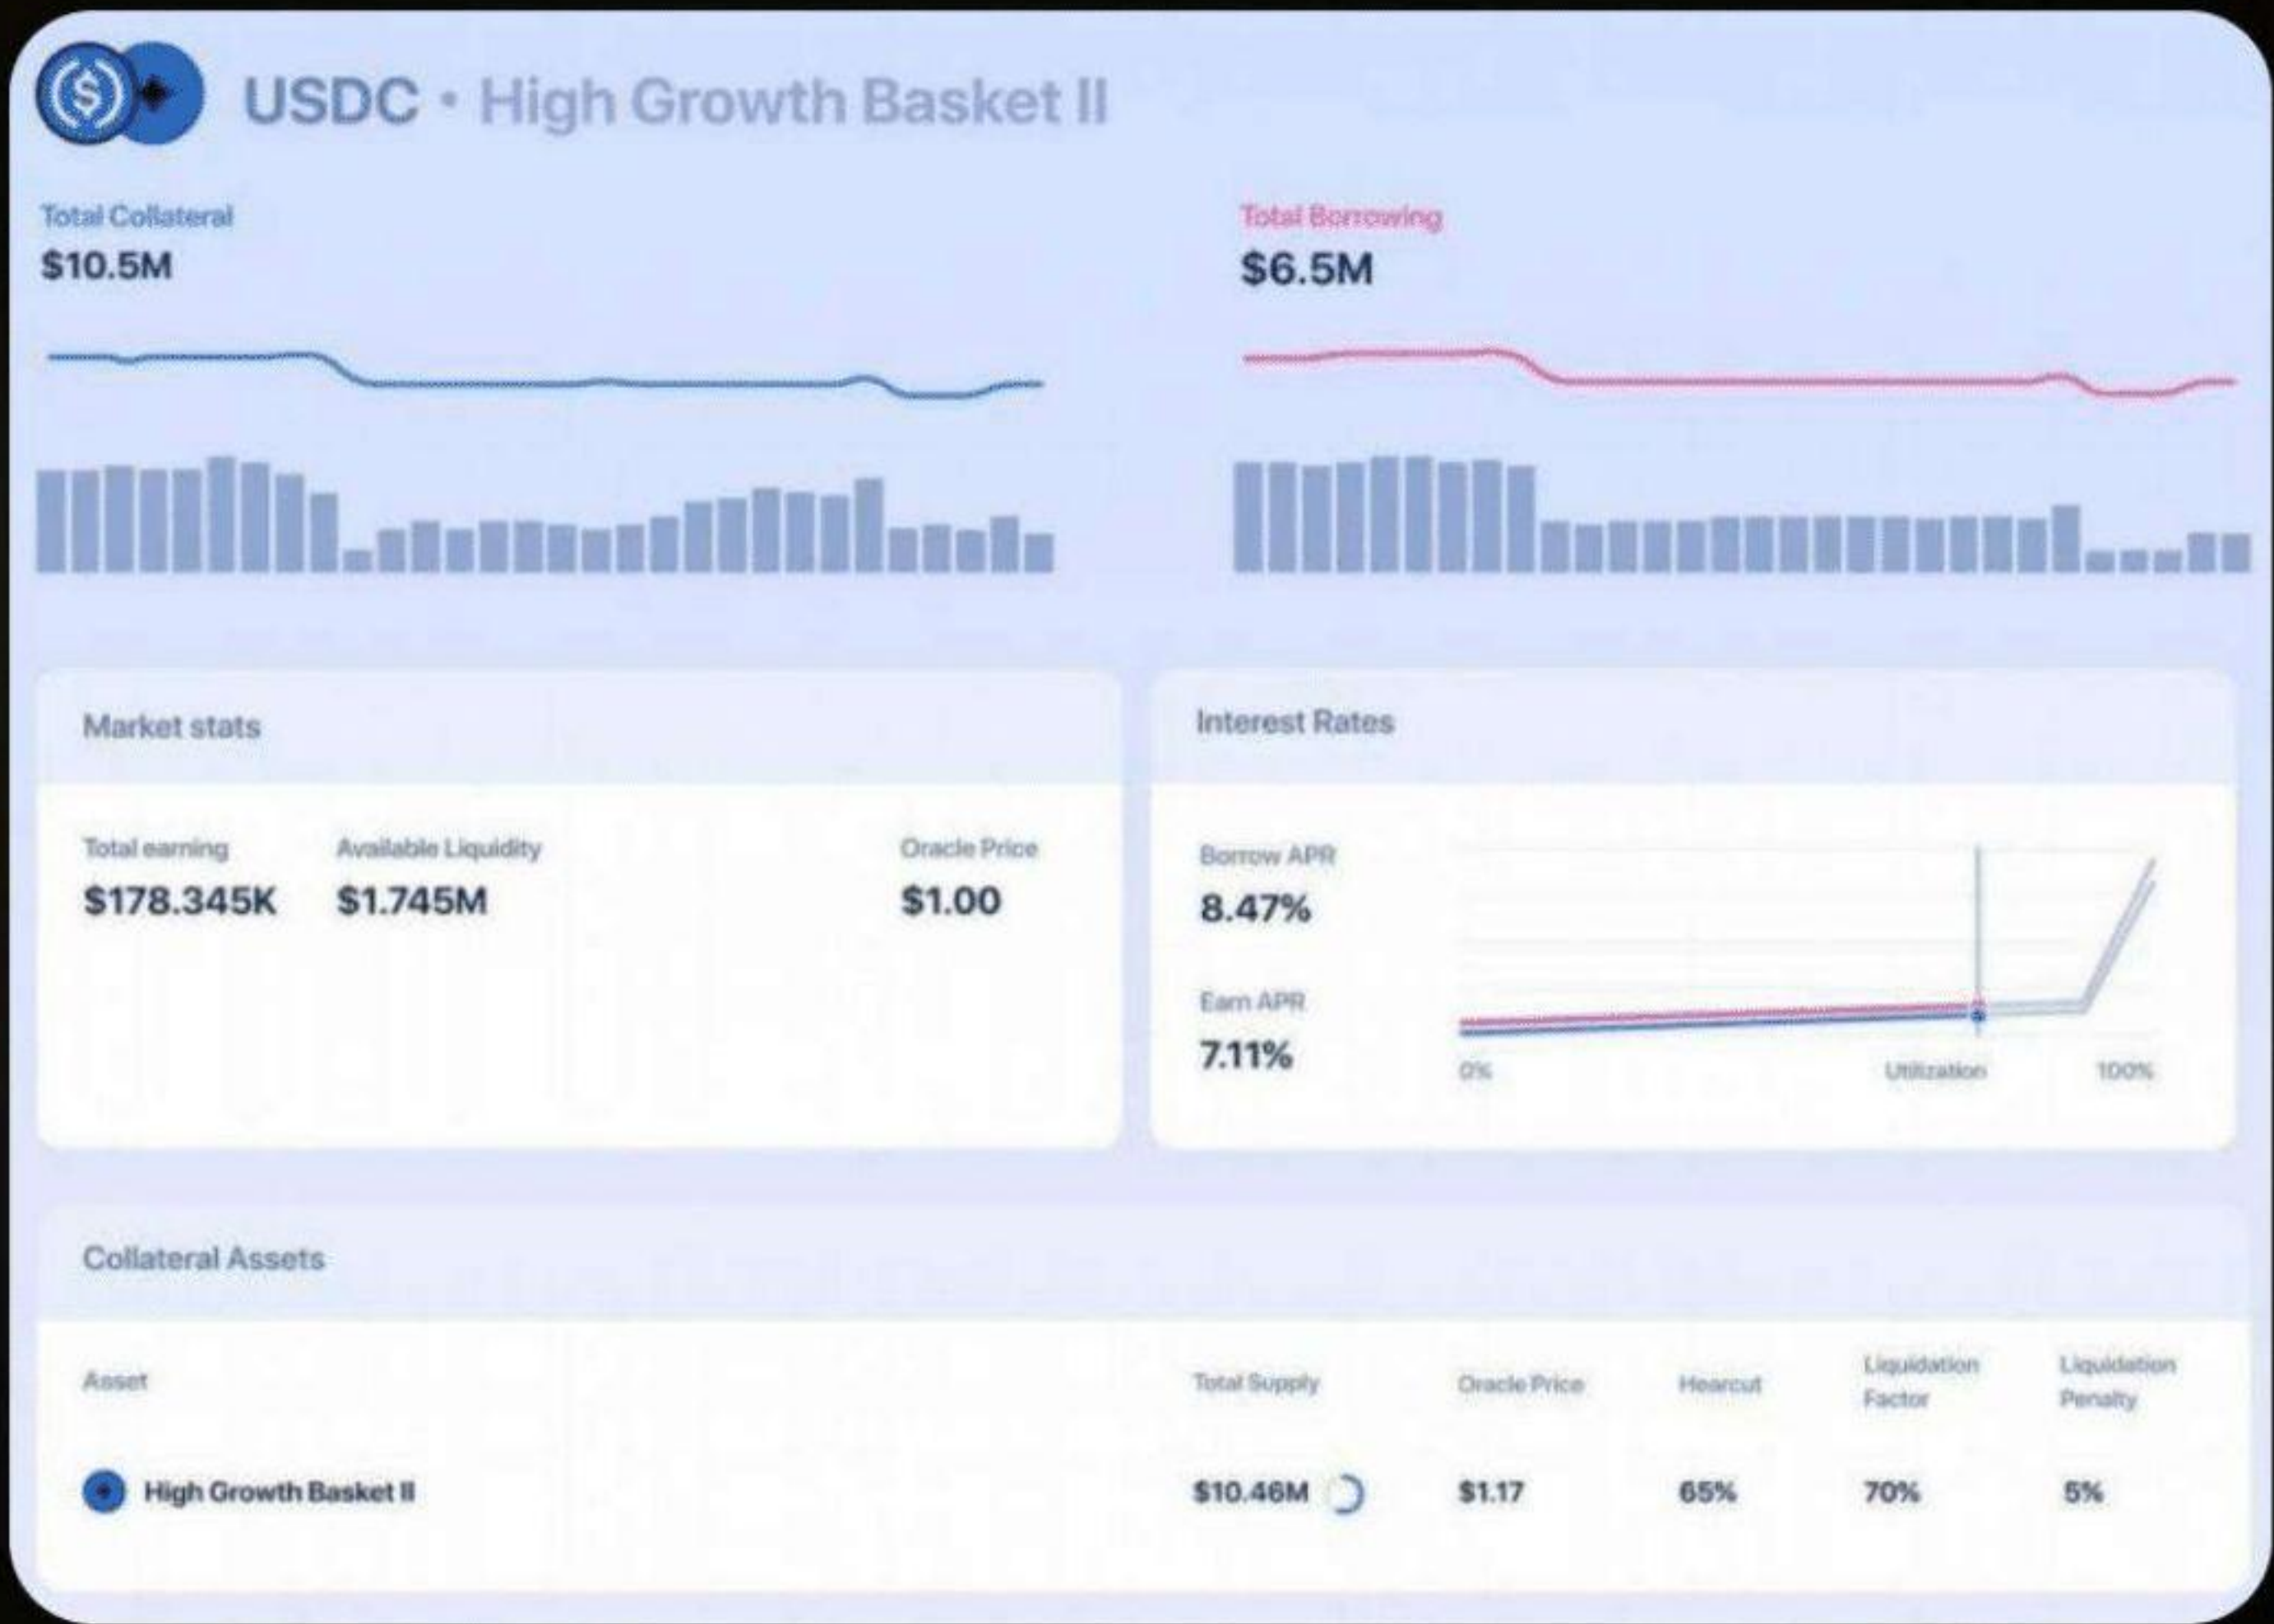 USDC • High Growth Basket II
Total Collateral
$10.5M
Total Borrowing
$6.5M
Market stats
Total earning
$178.345K
Available Liquidity
$1.745M
Oracle Price
$1.00
Interest Rates
Borrow APR
8.47%
Earn APR
7.11%
0%
Utilization
100%
Collateral Assets
Asset
Total Supply
Oracle Price
Hearcut
Liquidation
Factor
Liquidation
Penalty
High Growth Basket II
$10.46M
$1.17
65%
70%
5%